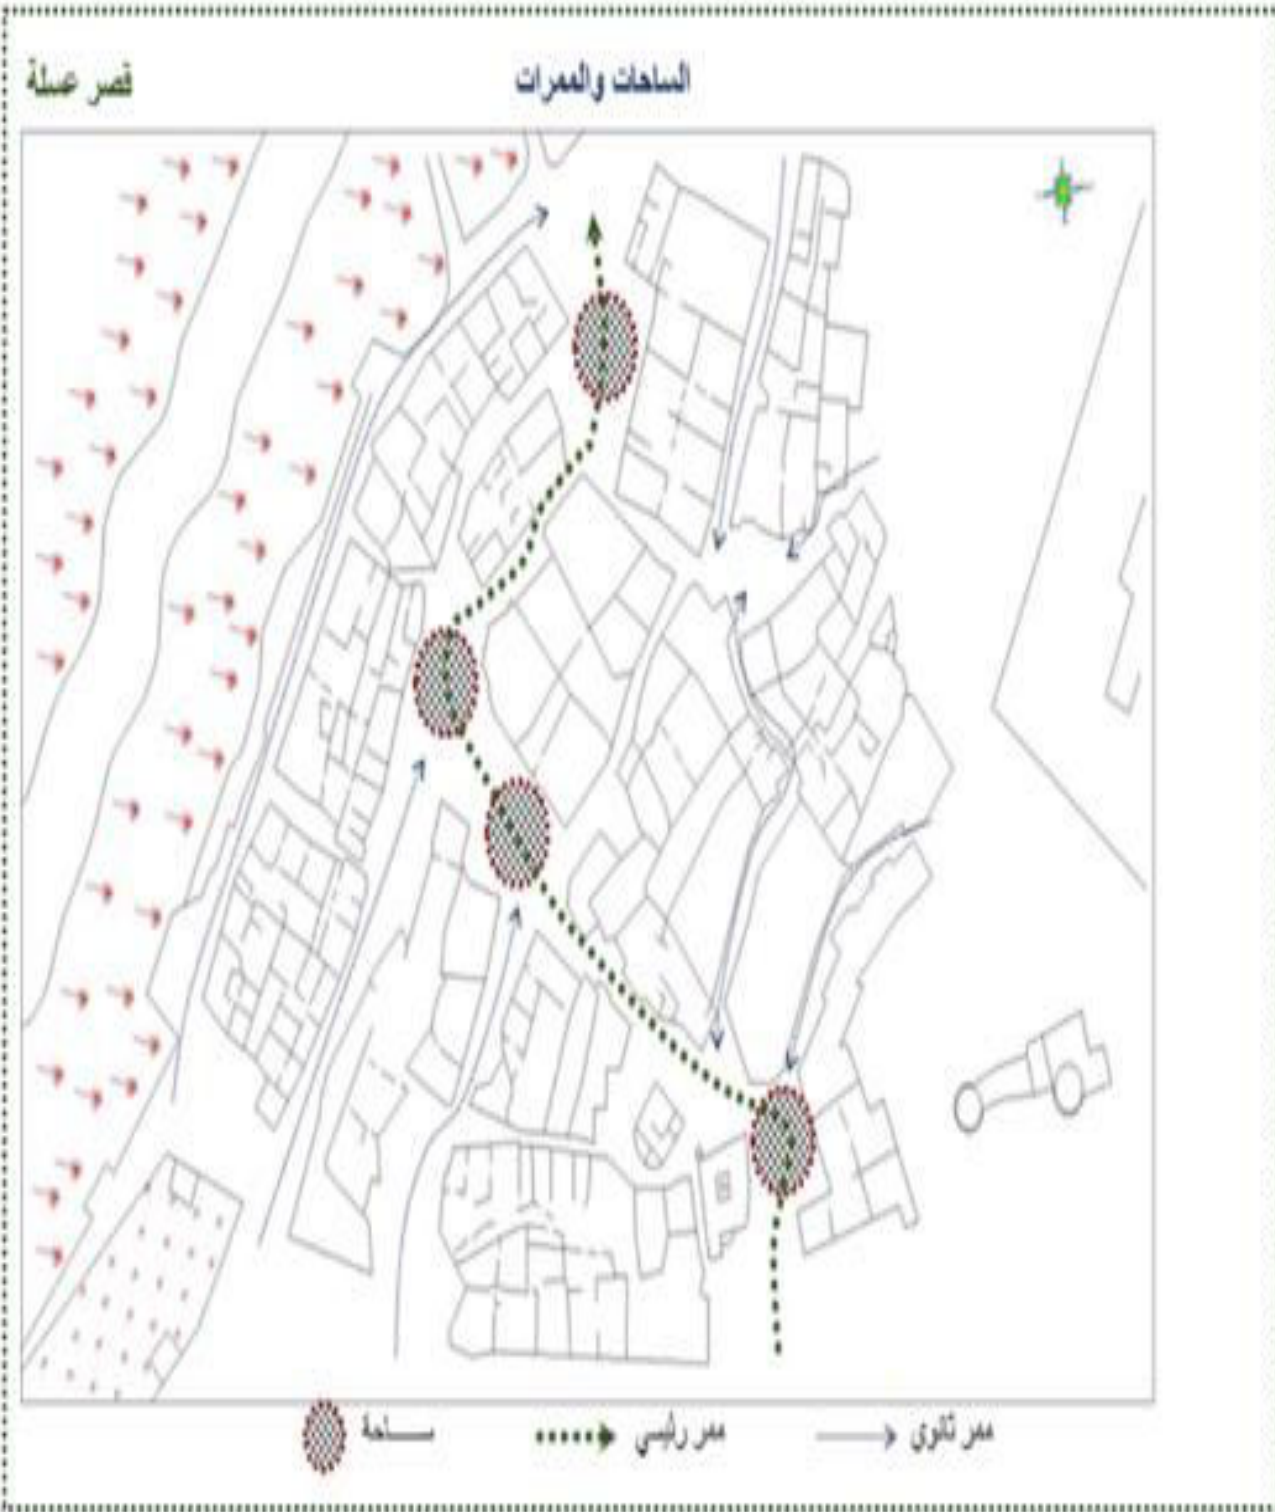 الساحات والممرات
قصر عسلة
ممر ثانوي
ممر رئيسي
ساحة